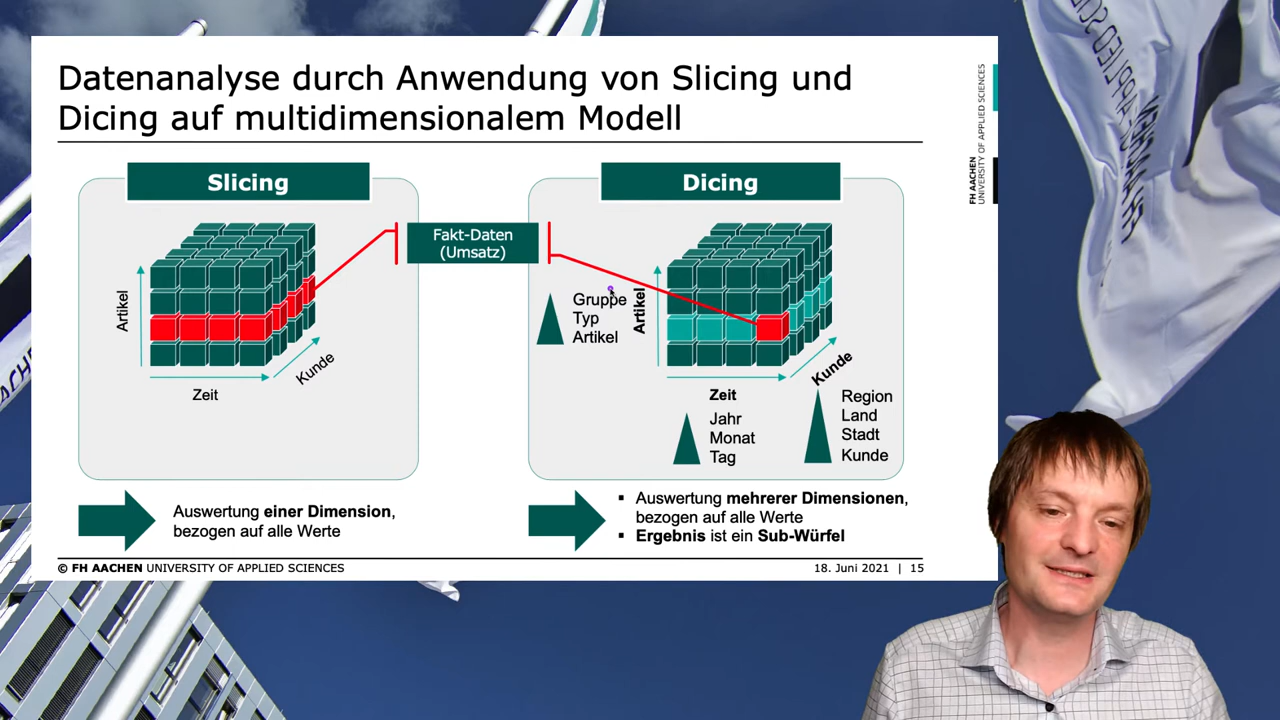 Datenanalyse durch Anwendung von Slicing und
Dicing auf multidimensionalem Modell
FH AACHEN
UNIVERSITY OF APPLIED SCIENCES
Slicing
Artikel
Zeit
Kunde
Fakt-Daten
(Umsatz)
Dicing
Gruppe
Typ
Artikel
Artikel
Zeit
Kunde
Jahr
Monat
Tag
Region
Land
Stadt
Kunde
Auswertung einer Dimension,
bezogen auf alle Werte
▪ Auswertung mehrerer Dimensionen,
bezogen auf alle Werte
▪ Ergebnis ist ein Sub-Würfel
© FH AACHEN UNIVERSITY OF APPLIED SCIENCES
18. Juni 2021 | 15